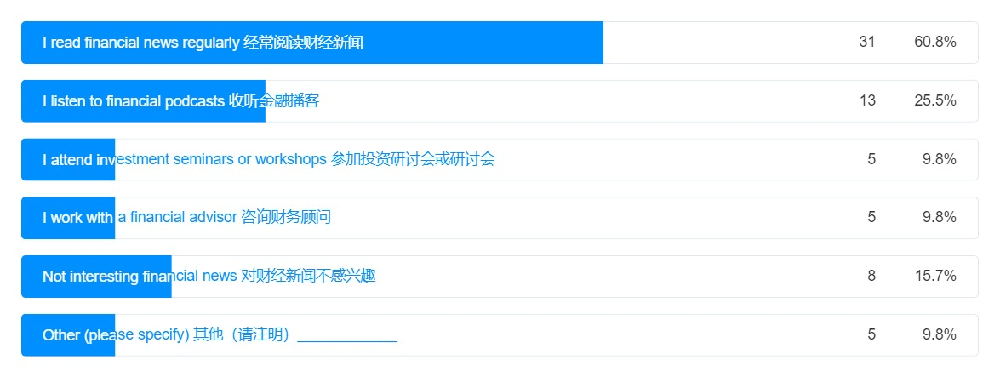 I read financial news regularly 经常阅读财经新闻 31 60.8%
I listen to financial podcasts 收听金融播客 13 25.5%
I attend investment seminars or workshops 参加投资研讨会或研讨会 5 9.8%
I work with a financial advisor 咨询财务顾问 5 9.8%
Not interesting financial news 对财经新闻不感兴趣 8 15.7%
Other (please specify) 其他（请注明）____________ 5 9.8%